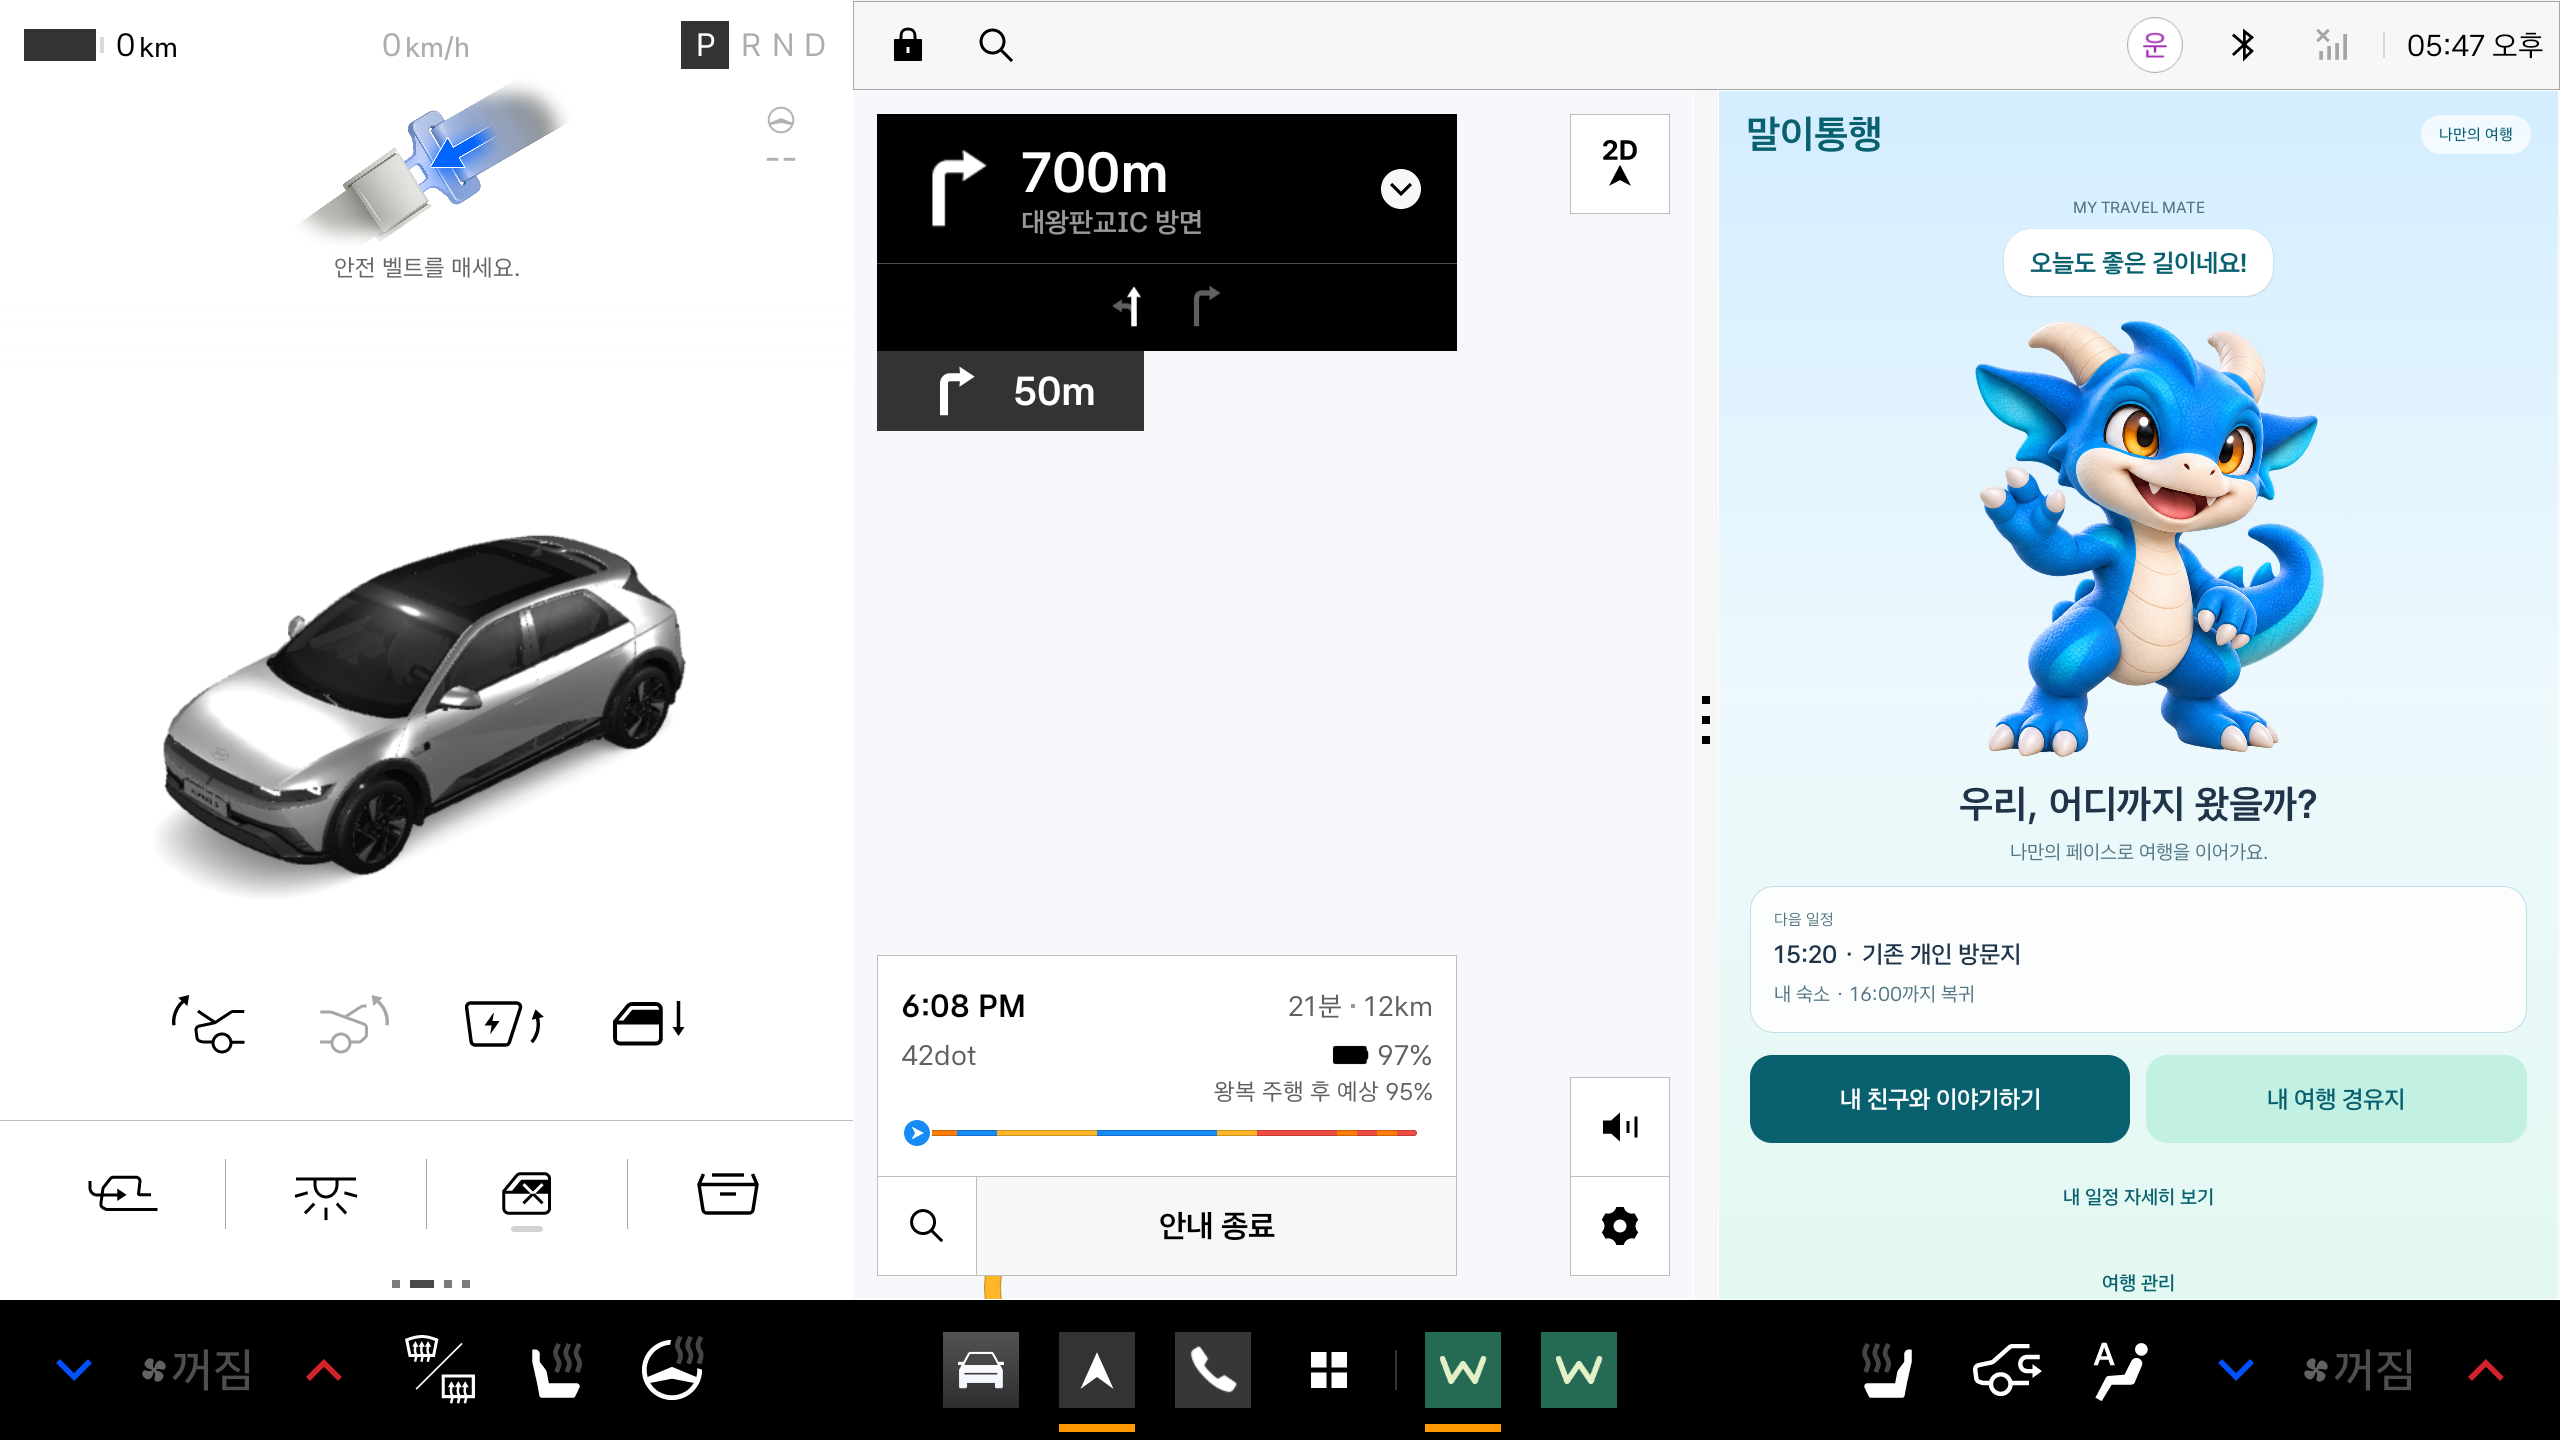 0 km
0 km/h
P R N D
안전 벨트를 매세요.
운
05:47 오후
700m
대왕판교IC 방면
50m
2D
6:08 PM
21분 · 12km
42dot
97%
왕복 주행 후 예상 95%
안내 종료
말이통행
나만의 여행
MY TRAVEL MATE
오늘도 좋은 길이네요!
우리, 어디까지 왔을까?
나만의 페이스로 여행을 이어가요.
다음 일정
15:20 · 기존 개인 방문지
내 숙소 · 16:00까지 복귀
내 친구와 이야기하기
내 여행 경유지
내 일정 자세히 보기
여행 관리
꺼짐
W
W
A
꺼짐